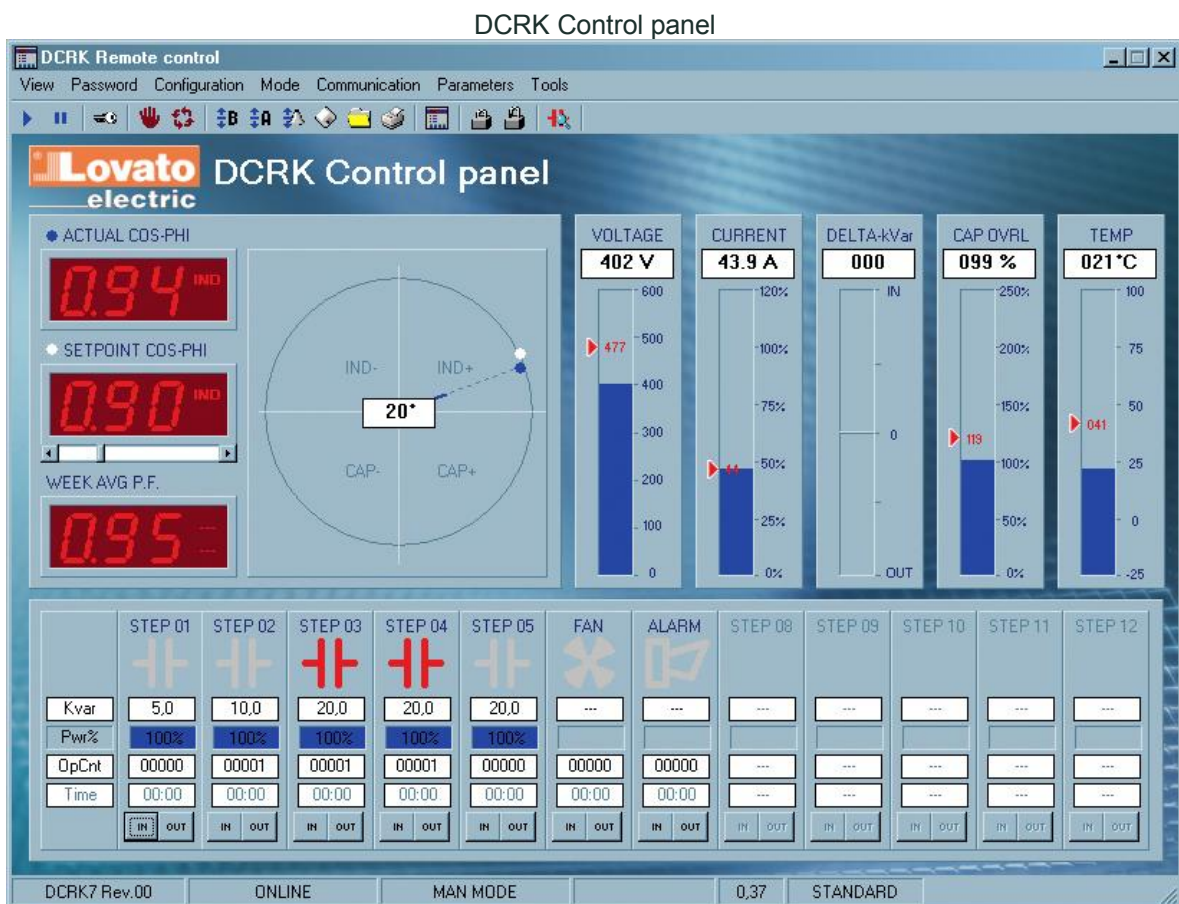 DCRK Control panel
DCRK Remote control
View Password Configuration Mode Communication Parameters Tools
B A
Lovato electric
DCRK Control panel
ACTUAL COS-PHI
0.94 IND
SETPOINT COS-PHI
0.90 IND
WEEK AVG P.F.
0.95
IND- IND+
20°
CAP- CAP+
VOLTAGE CURRENT DELTA-kVar CAP OVRL TEMP
402 V 43.9 A 000 099 % 021°C
600 120% IN 250% 100
477 500 100% 200% 75
400
75% 150% 50
300 0 119 041
44 50% 100% 25
200
100 25% 50% 0
0 0% OUT 0% -25
STEP 01 STEP 02 STEP 03 STEP 04 STEP 05 FAN ALARM STEP 08 STEP 09 STEP 10 STEP 11 STEP 12
Kvar 5,0 10,0 20,0 20,0 20,0 --- --- --- --- --- --- ---
Pwr% 100% 100% 100% 100% 100%
OpCnt 00000 00001 00001 00001 00000 00000 00000 --- --- --- --- ---
Time 00:00 00:00 00:00 00:00 00:00 00:00 00:00 --- --- --- --- ---
IN OUT IN OUT IN OUT IN OUT IN OUT IN OUT IN OUT IN OUT IN OUT IN OUT IN OUT IN OUT
DCRK7 Rev.00 ONLINE MAN MODE 0,37 STANDARD